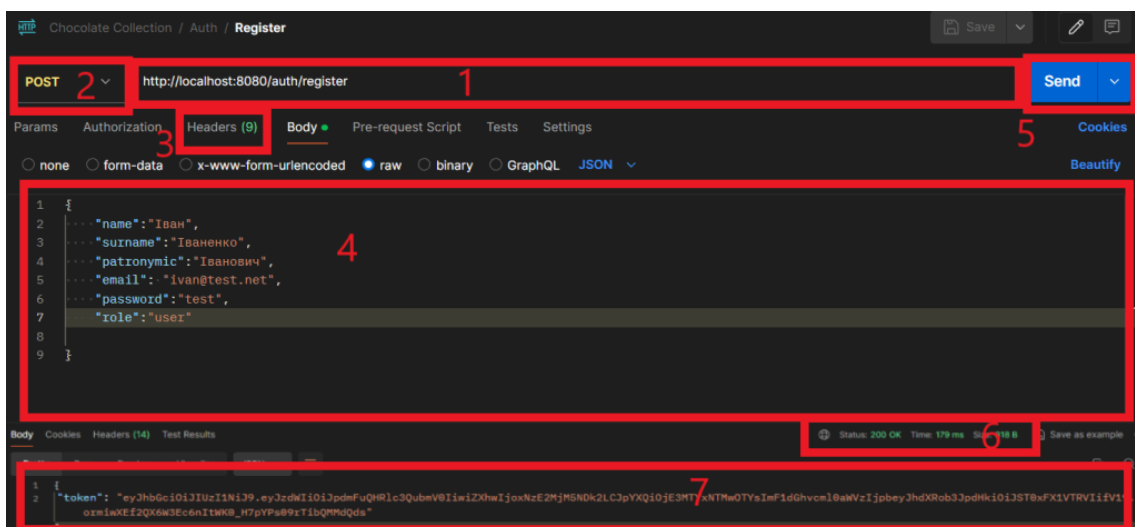 HTTP Chocolate Collection / Auth / Register Save
POST 2 http://localhost:8080/auth/register 1 Send
Params Authorization Headers (9) Body Pre-request Script Tests Settings 5 Cookies
3
none form-data x-www-form-urlencoded raw binary GraphQL JSON Beautify
1 {
2 "name":"Іван",
3 "surname":"Іваненко",
4 "patronymic":"Іванович",
4
5 "email": "ivan@test.net",
6 "password":"test",
7 "role":"user"
8
9 }
Body Cookies Headers (14) Test Results Status: 200 OK Time: 179 ms 6 818 B Save as example
1 {
2 "token": 7